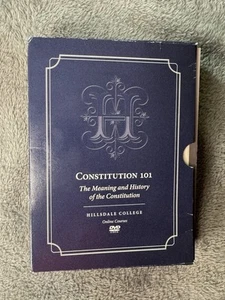 CONSTITUTION 101
The Meaning and History
of the Constitution
HILLSDALE COLLEGE
Online Courses
DVD